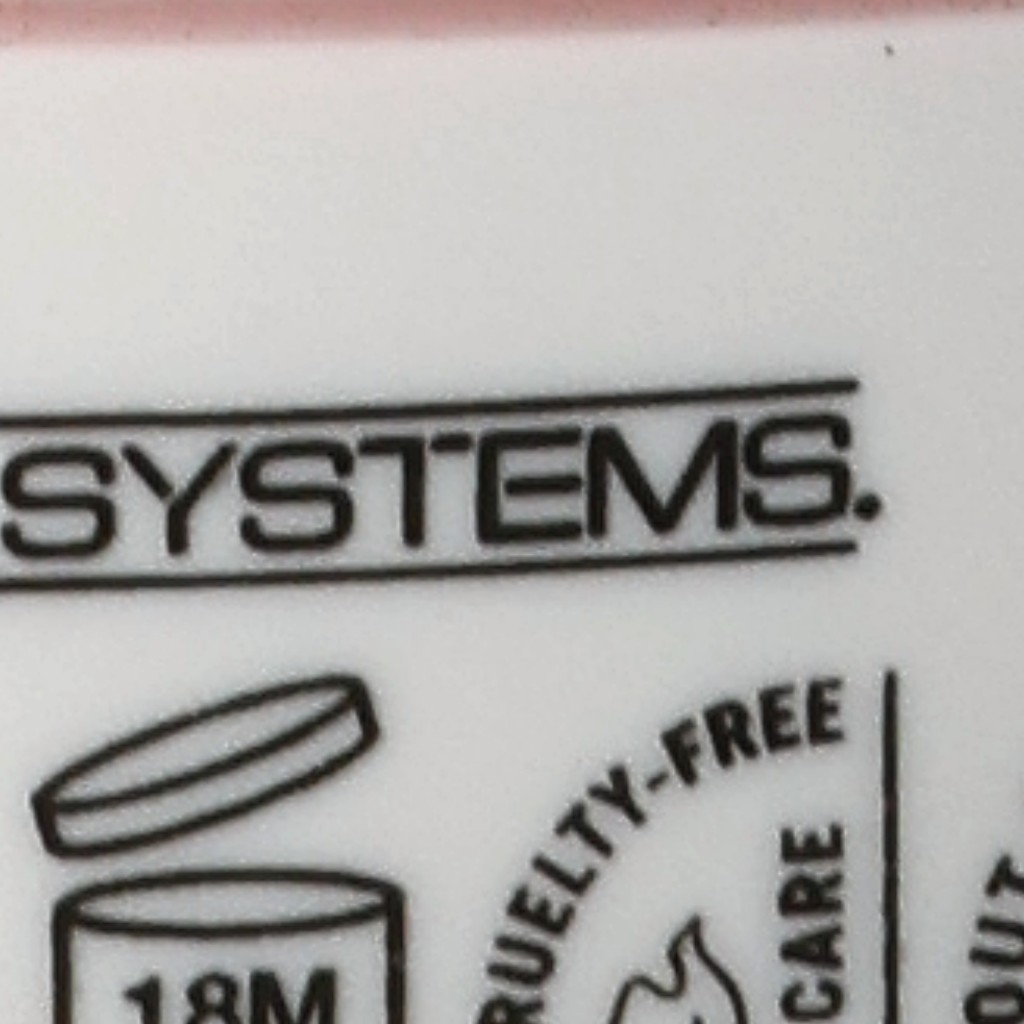 SYSTEMS.
18M
RUELTY-FREE
CARE
OUT